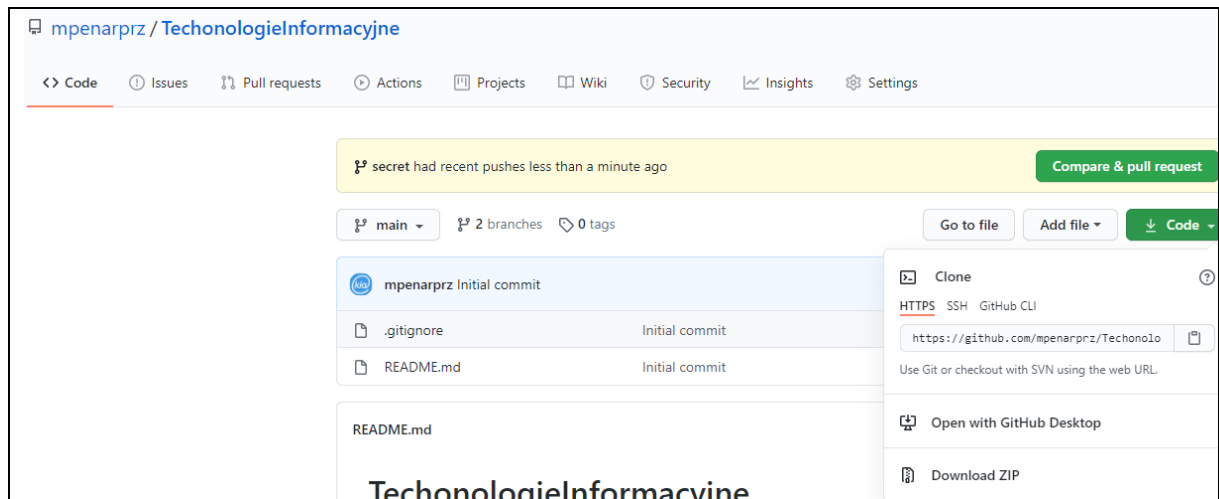 mpenarprz / TechonologieInformacyjne
<> Code Issues Pull requests Actions Projects Wiki Security Insights Settings
secret had recent pushes less than a minute ago Compare & pull request
main 2 branches 0 tags Go to file Add file Code
mpenarprz Initial commit
Clone
HTTPS SSH GitHub CLI
.gitignore Initial commit
https://github.com/mpenarprz/Techonolo
README.md Initial commit
Use Git or checkout with SVN using the web URL.
Open with GitHub Desktop
README.md
Download ZIP
TechonologieInformacyjne